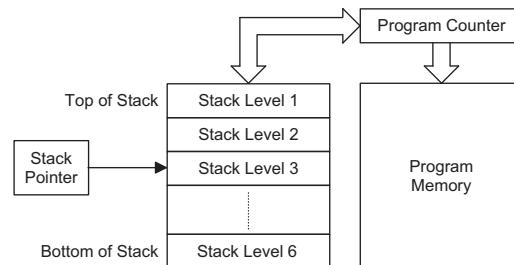 Program Counter
Top of Stack
Stack Level 1
Stack Level 2
Stack
Pointer
Stack Level 3
Program
Memory
Bottom of Stack
Stack Level 6